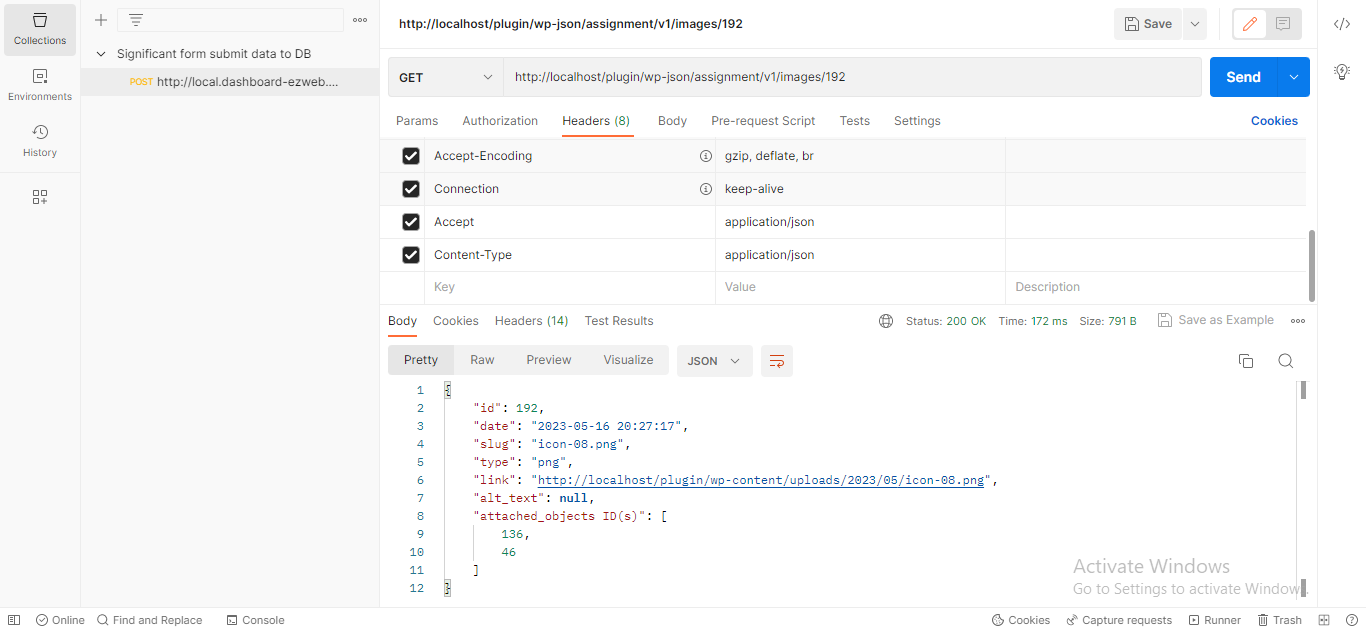 Collections
Environments
History
Significant form submit data to DB
POST http://local.dashboard-ezweb....
http://localhost/plugin/wp-json/assignment/v1/images/192
Save
GET http://localhost/plugin/wp-json/assignment/v1/images/192 Send
Params Authorization Headers (8) Body Pre-request Script Tests Settings Cookies
Accept-Encoding gzip, deflate, br
Connection keep-alive
Accept application/json
Content-Type application/json
Key Value Description
Body Cookies Headers (14) Test Results Status: 200 OK Time: 172 ms Size: 791 B Save as Example
Pretty Raw Preview Visualize JSON
1 {
2 "id": 192,
3 "date": "2023-05-16 20:27:17",
4 "slug": "icon-08.png",
5 "type": "png",
6 "link": "http://localhost/plugin/wp-content/uploads/2023/05/icon-08.png",
7 "alt_text": null,
8 "attached_objects ID(s)": [
9 136,
10 46
11 ]
12 }
Activate Windows
Go to Settings to activate Windows.
Online Find and Replace Console Cookies Capture requests Runner Trash